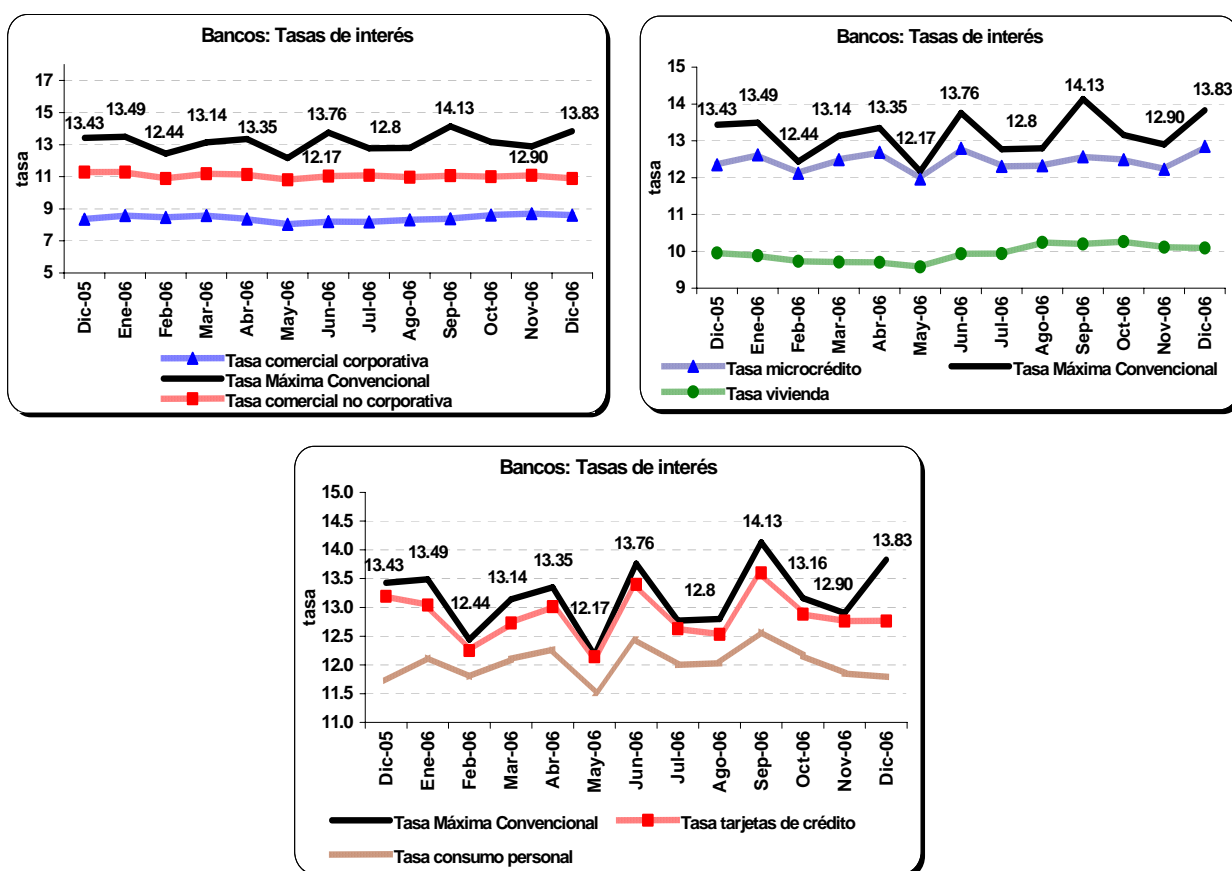 Bancos: Tasas de interés
17
15
13
11
9
7
5
tasa
13.43
13.49
12.44
13.14
13.35
12.17
13.76
12.8
14.13
12.90
13.83
Dic-05
Ene-06
Feb-06
Mar-06
Abr-06
May-06
Jun-06
Jul-06
Ago-06
Sep-06
Oct-06
Nov-06
Dic-06
Tasa comercial corporativa
Tasa Máxima Convencional
Tasa comercial no corporativa
Bancos: Tasas de interés
15
14
13
12
11
10
9
tasa
13.43
13.49
12.44
13.14
13.35
12.17
13.76
12.8
14.13
12.90
13.83
Dic-05
Ene-06
Feb-06
Mar-06
Abr-06
May-06
Jun-06
Jul-06
Ago-06
Sep-06
Oct-06
Nov-06
Dic-06
Tasa microcrédito
Tasa Máxima Convencional
Tasa vivienda
Bancos: Tasas de interés
15.0
14.5
14.0
13.5
13.0
12.5
12.0
11.5
11.0
tasa
13.43
13.49
12.44
13.14
13.35
12.17
13.76
12.8
14.13
13.16
12.90
13.83
Dic-05
Ene-06
Feb-06
Mar-06
Abr-06
May-06
Jun-06
Jul-06
Ago-06
Sep-06
Oct-06
Nov-06
Dic-06
Tasa Máxima Convencional
Tasa tarjetas de crédito
Tasa consumo personal